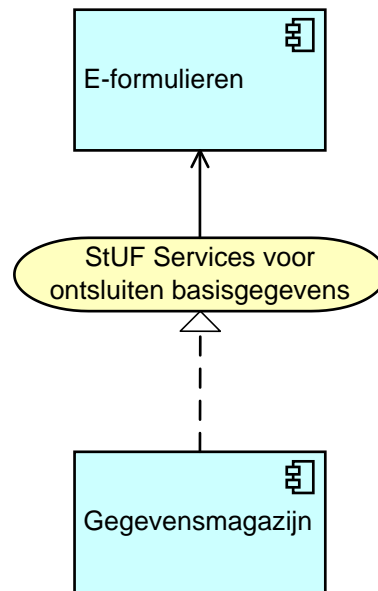 E-formulieren
StUF Services voor
ontsluiten basisgegevens
Gegevensmagazijn